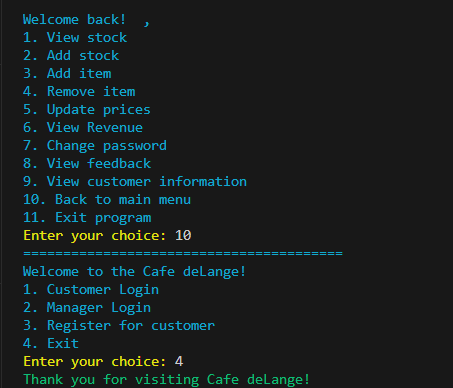 Welcome back!  ,
1. View stock
2. Add stock
3. Add item
4. Remove item
5. Update prices
6. View Revenue
7. Change password
8. View feedback
9. View customer information
10. Back to main menu
11. Exit program
Enter your choice: 10
========================================
Welcome to the Cafe deLange!
1. Customer Login
2. Manager Login
3. Register for customer
4. Exit
Enter your choice: 4
Thank you for visiting Cafe deLange!